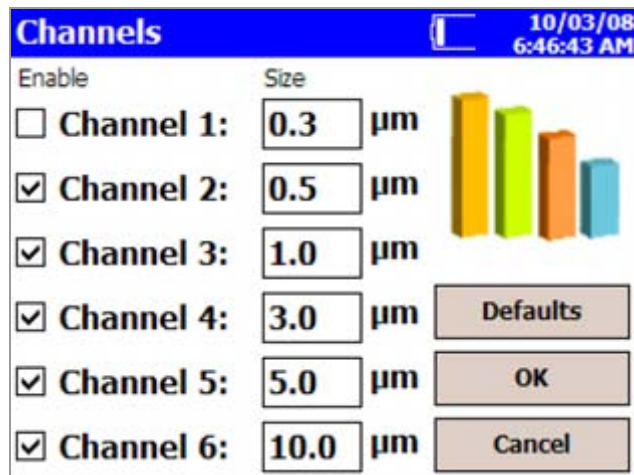 Channels
10/03/08
6:46:43 AM
Enable Size
Channel 1: 0.3 µm
Channel 2: 0.5 µm
Channel 3: 1.0 µm
Channel 4: 3.0 µm
Channel 5: 5.0 µm
Channel 6: 10.0 µm
Defaults
OK
Cancel